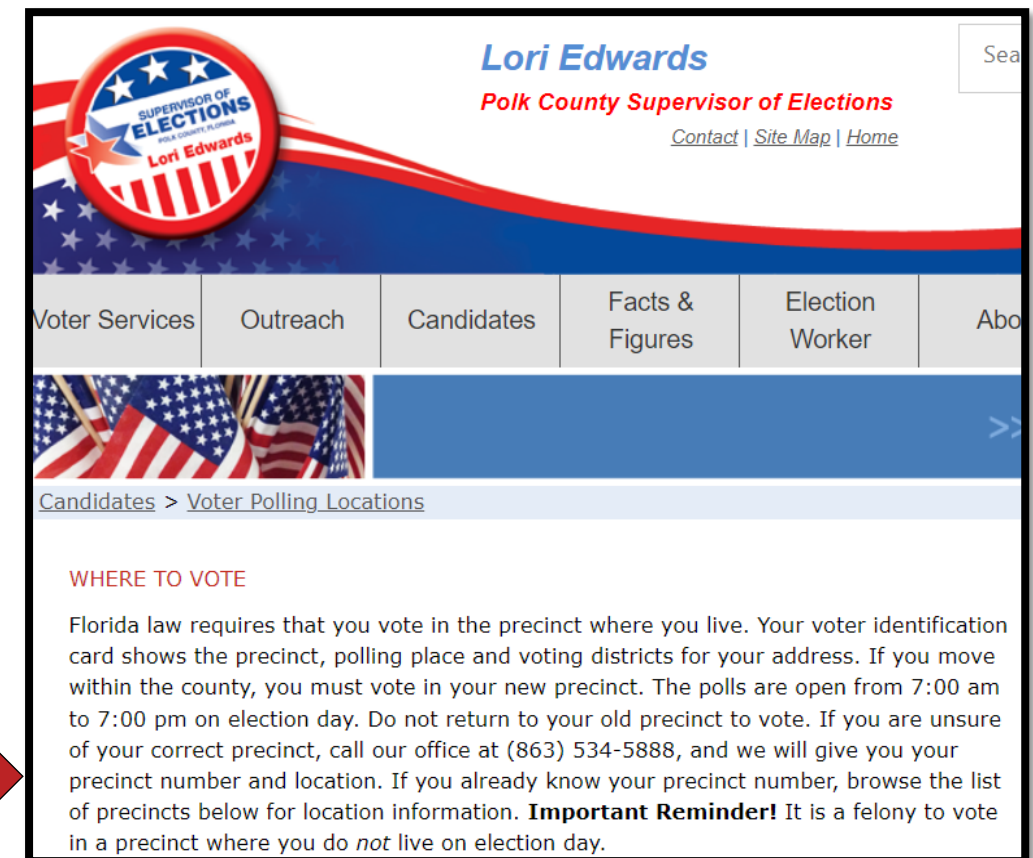 SUPERVISOR OF
ELECTIONS
POLK COUNTY, FLORIDA
Lori Edwards
Lori Edwards
Polk County Supervisor of Elections
Contact | Site Map | Home
Sea
Voter Services
Outreach
Candidates
Facts &
Figures
Election
Worker
Abo
>>
Candidates > Voter Polling Locations
WHERE TO VOTE
Florida law requires that you vote in the precinct where you live. Your voter identification
card shows the precinct, polling place and voting districts for your address. If you move
within the county, you must vote in your new precinct. The polls are open from 7:00 am
to 7:00 pm on election day. Do not return to your old precinct to vote. If you are unsure
of your correct precinct, call our office at (863) 534-5888, and we will give you your
precinct number and location. If you already know your precinct number, browse the list
of precincts below for location information. Important Reminder! It is a felony to vote
in a precinct where you do not live on election day.